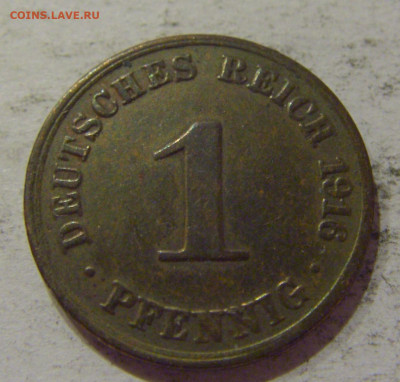 COINS.LAVE.RU
DEUTSCHES REICH 1916
1
PFENNIG